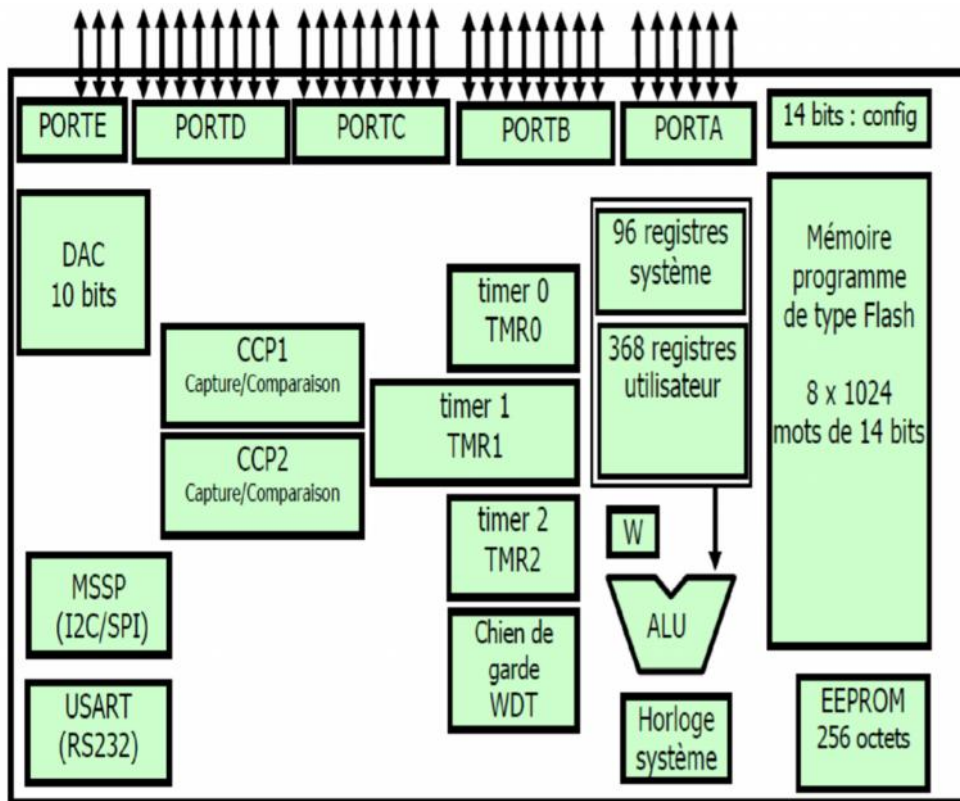 PORTE
PORTD
PORTC
PORTB
PORTA
14 bits : config
DAC
10 bits
CCP1
Capture/Comparaison
CCP2
Capture/Comparaison
MSSP
(I2C/SPI)
USART
(RS232)
timer 0
TMR0
timer 1
TMR1
timer 2
TMR2
Chien de
garde
WDT
96 registres
système
368 registres
utilisateur
W
ALU
Horloge
système
Mémoire
programme
de type Flash
8 x 1024
mots de 14 bits
EEPROM
256 octets